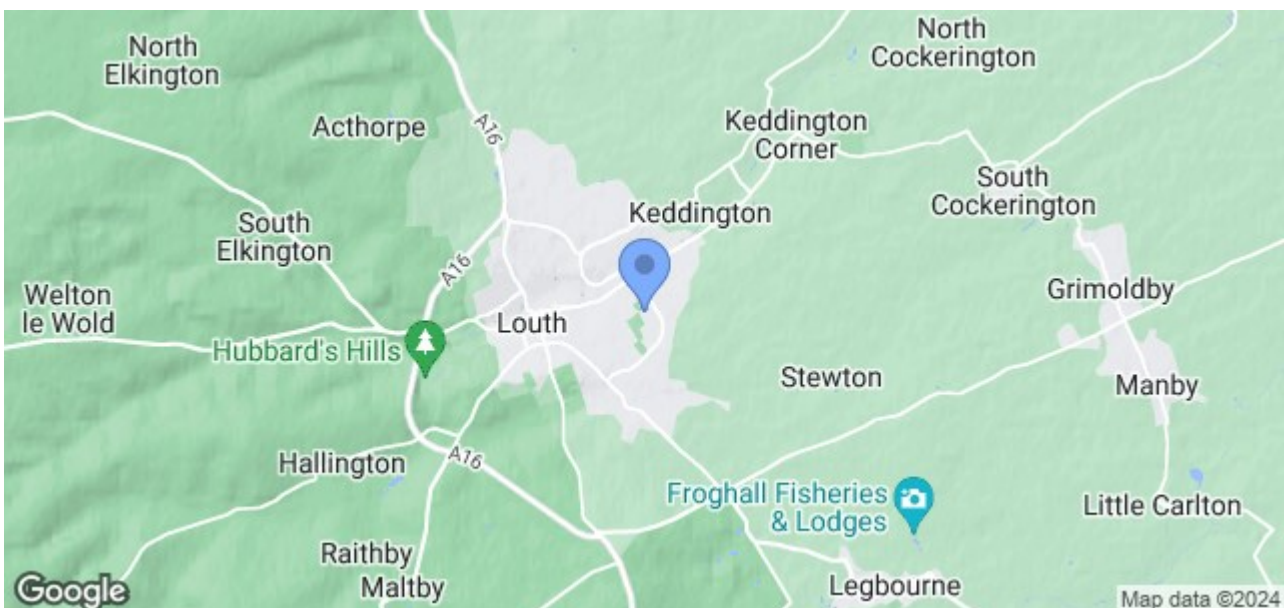 North
Elkington
North
Cockerington
Acthorpe
A16
Keddington
Corner
South
Cockerington
Keddington
South
Elkington
A16
Welton
le Wold
Grimoldby
Louth
Hubbard's Hills
Stewton
Manby
Hallington
A16
Froghall Fisheries
& Lodges
Little Carlton
Raithby
Maltby
Legbourne
Google
Map data ©2024